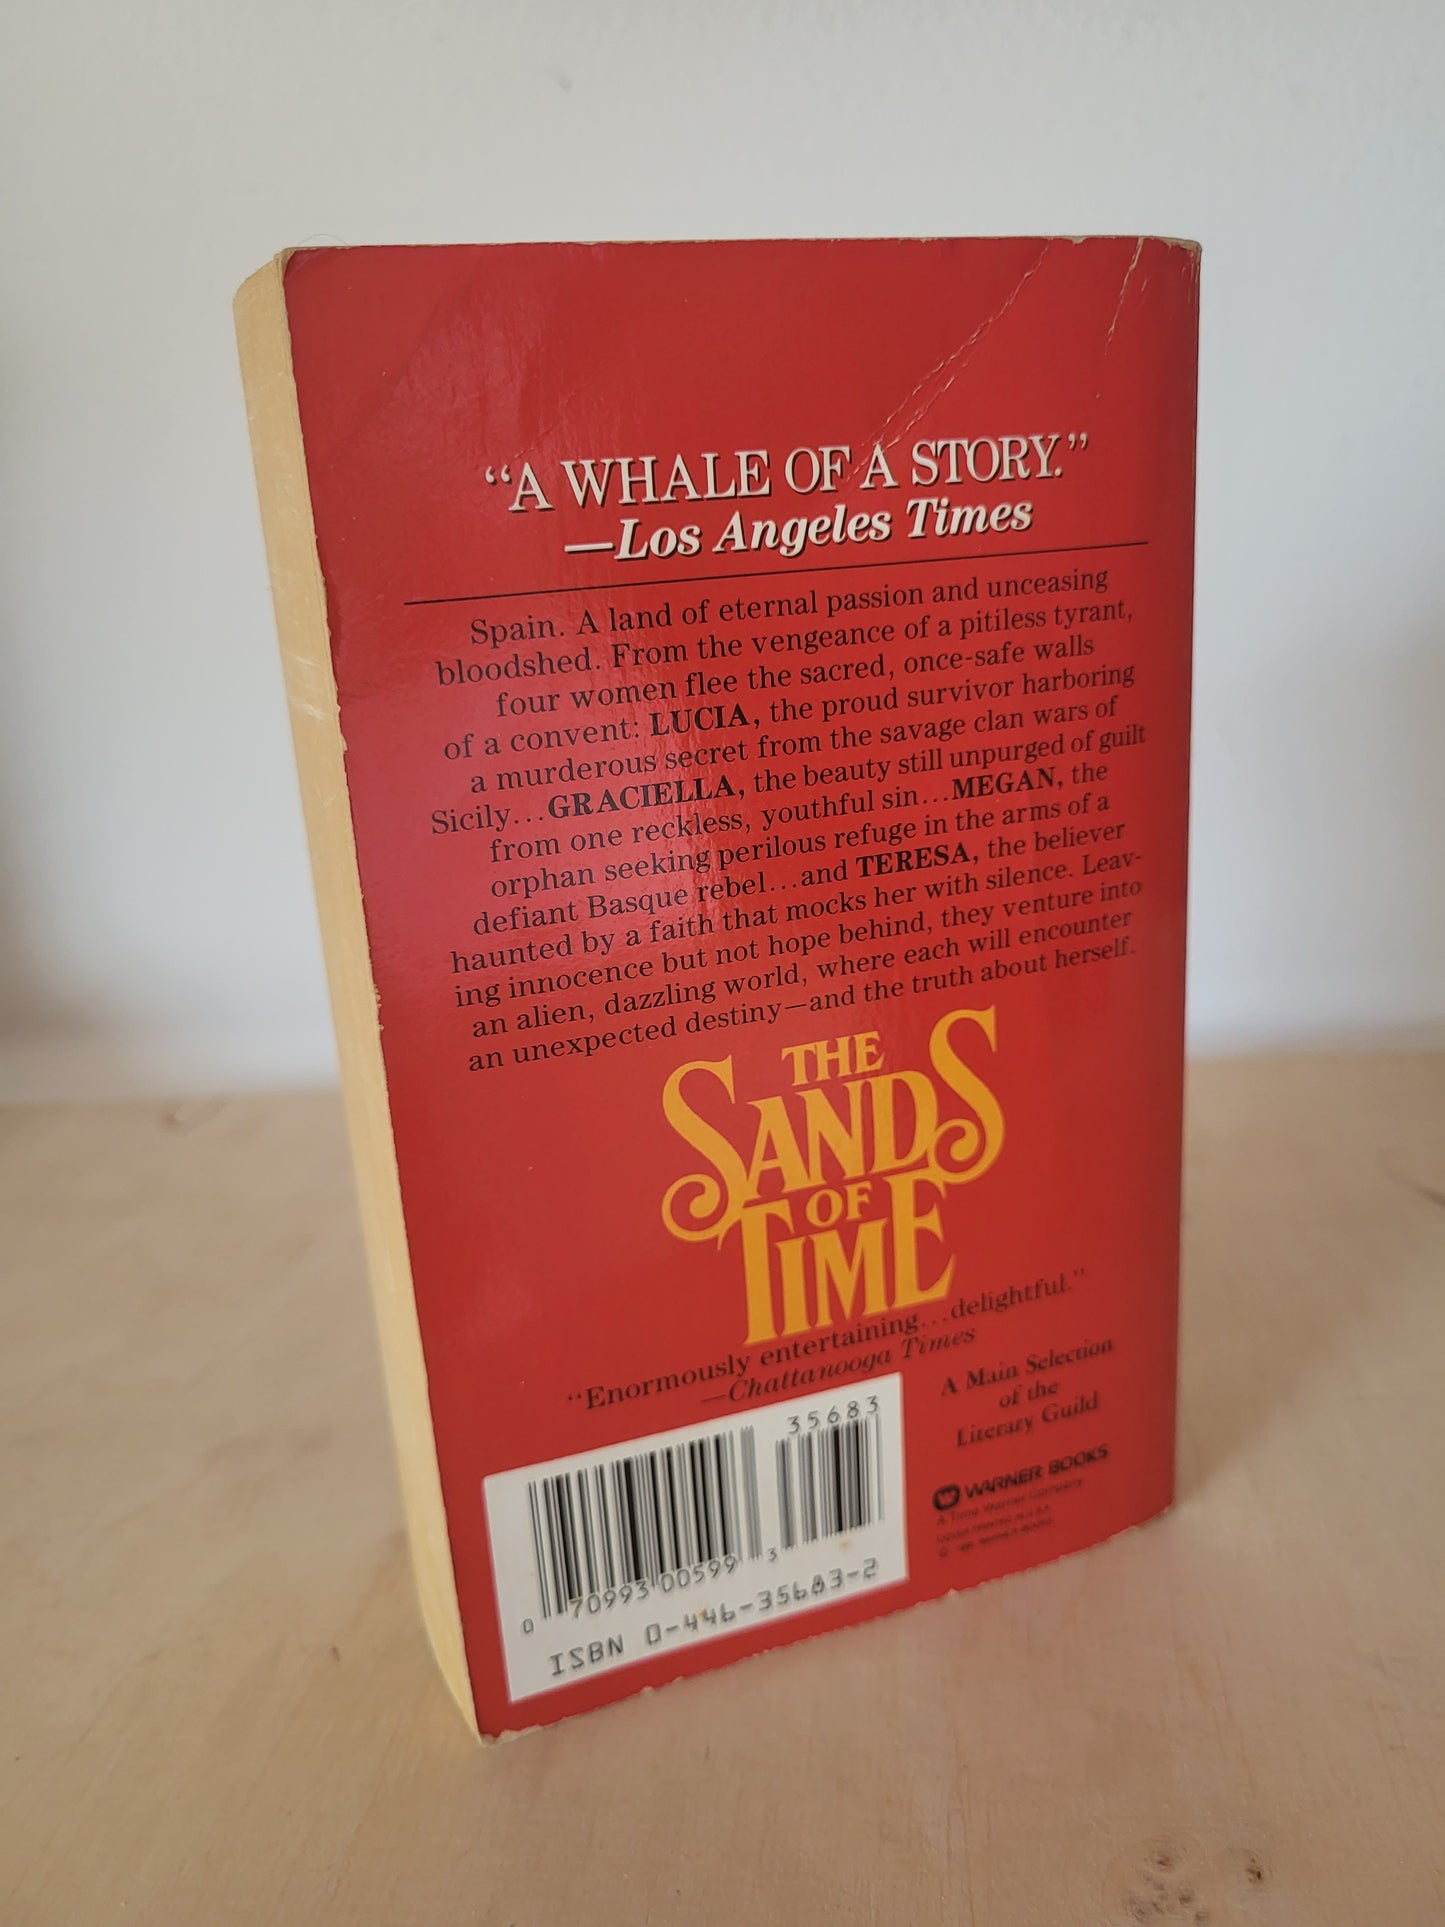 “A WHALE OF A STORY.”
—Los Angeles Times
Spain. A land of eternal passion and unceasing
bloodshed. From the vengeance of a pitiless tyrant,
four women flee the sacred, once-safe walls
of a convent: LUCIA, the proud survivor harboring
a murderous secret from the savage clan wars of
Sicily...GRACIELLA, the beauty still unpurged of guilt
from one reckless, youthful sin...MEGAN, the
orphan seeking perilous refuge in the arms of a
defiant Basque rebel...and TERESA, the believer
haunted by a faith that mocks her with silence. Leav-
ing innocence but not hope behind, they venture into
an alien, dazzling world, where each will encounter
an unexpected destiny—and the truth about herself.
THE
SANDS
OF
TIME
“Enormously entertaining...delightful.”
—Chattanooga Times
A Main Selection
of the
Literary Guild
WARNER BOOKS
A Time Warner Company
35683
0 70993 00599 3
ISBN 0-446-35683-2